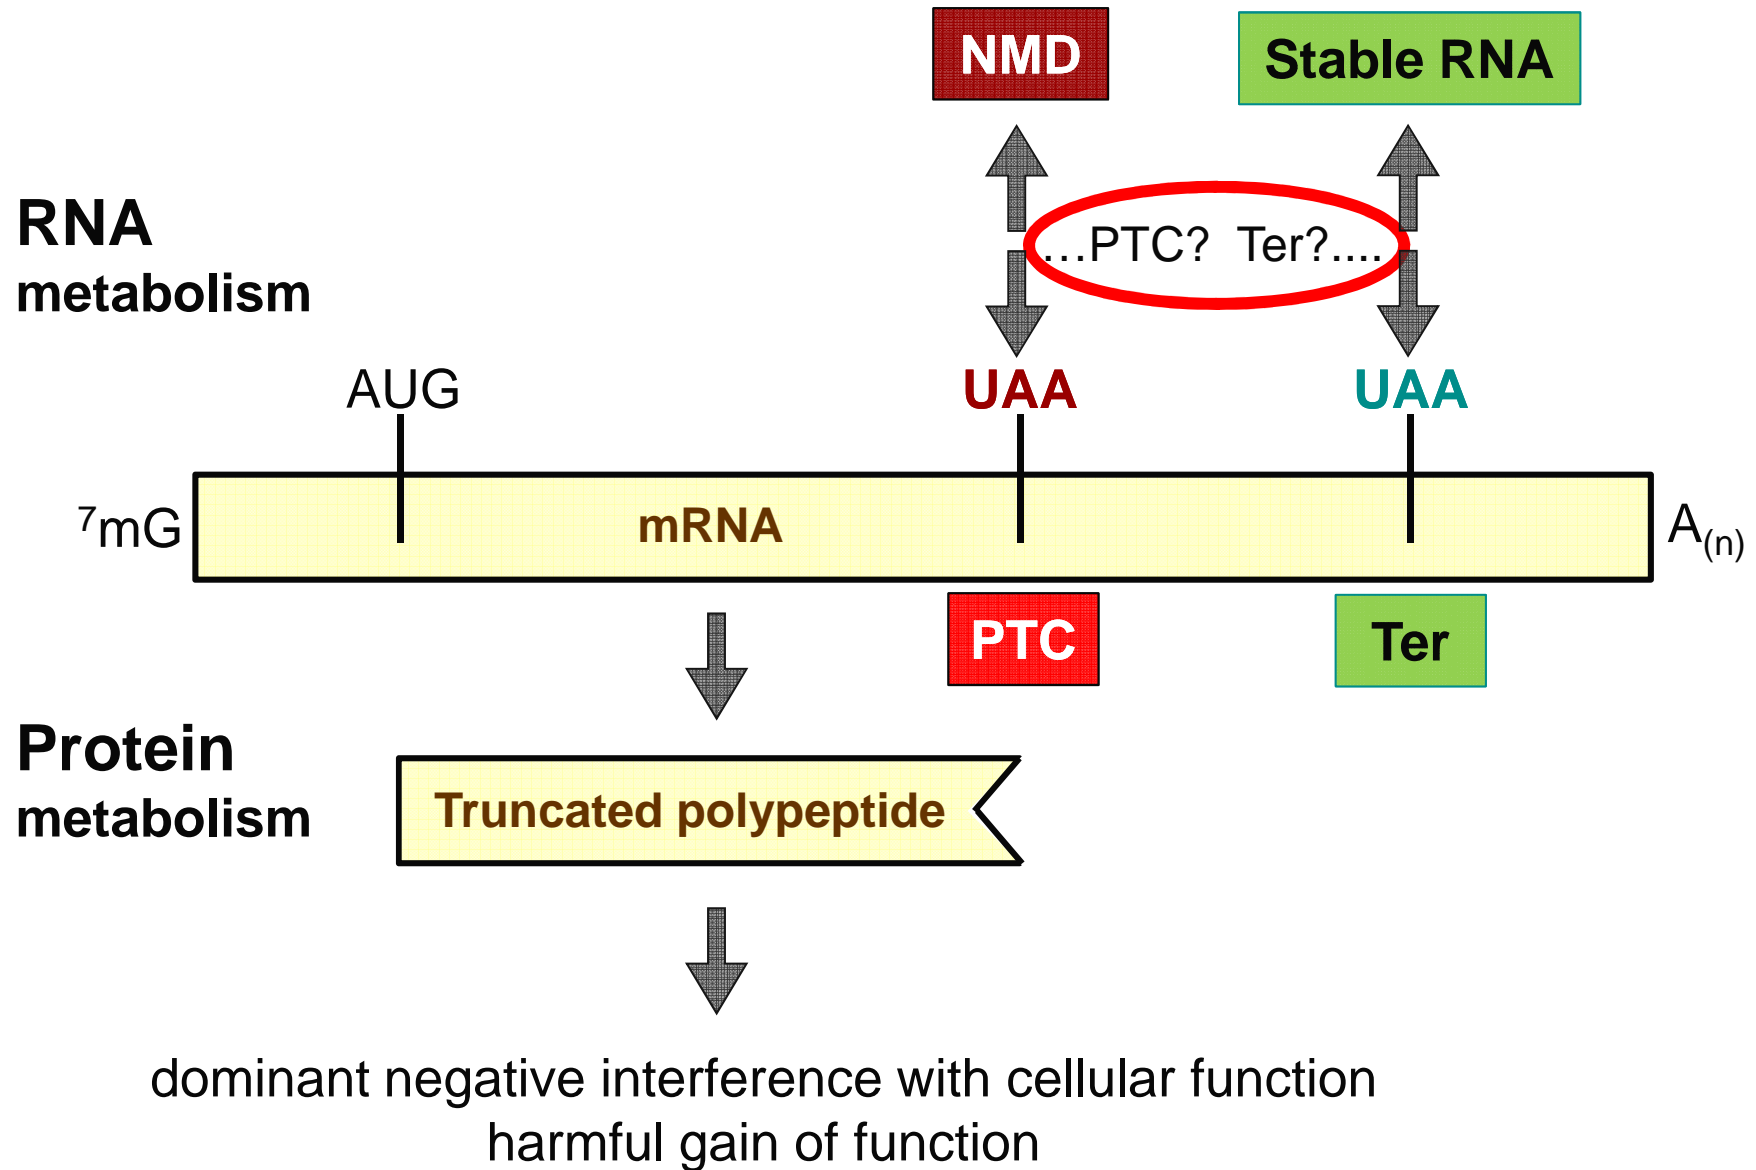 NMD
Stable RNA
RNA
metabolism
...PTC? Ter?....
AUG
UAA
UAA
⁷mG
mRNA
A(n)
PTC
Ter
Protein
metabolism
Truncated polypeptide
dominant negative interference with cellular function
harmful gain of function